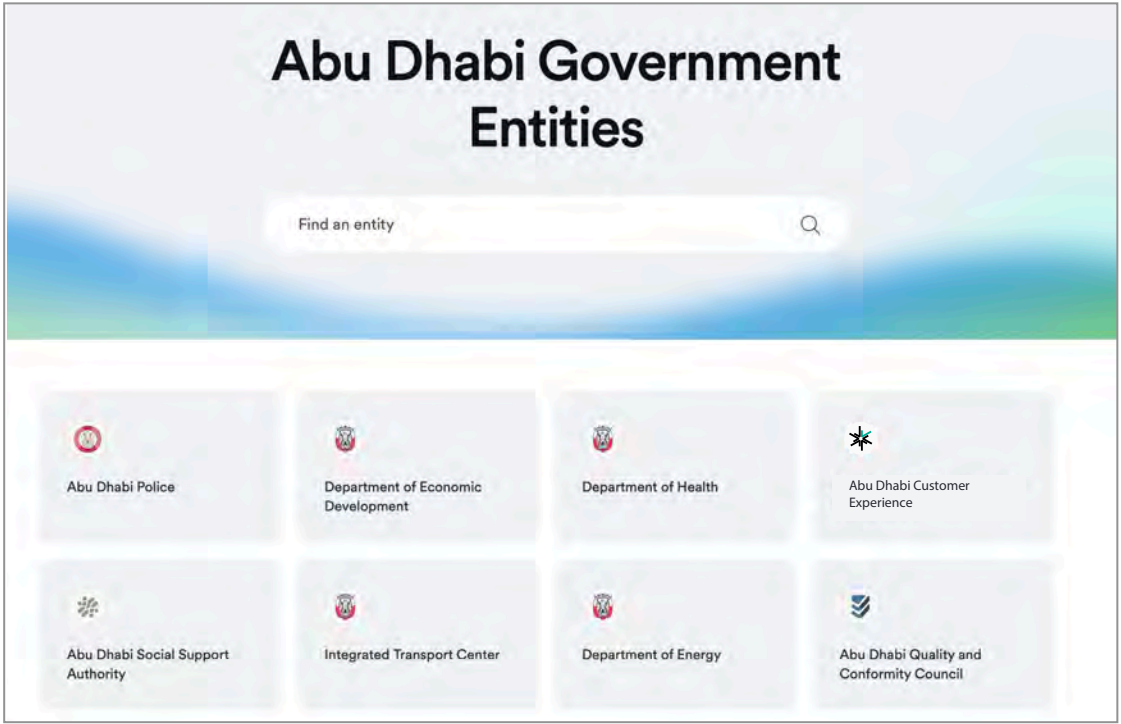 Abu Dhabi Government
Entities
Find an entity
Abu Dhabi Police
Department of Economic
Development
Department of Health
Abu Dhabi Customer
Experience
Abu Dhabi Social Support
Authority
Integrated Transport Center
Department of Energy
Abu Dhabi Quality and
Conformity Council